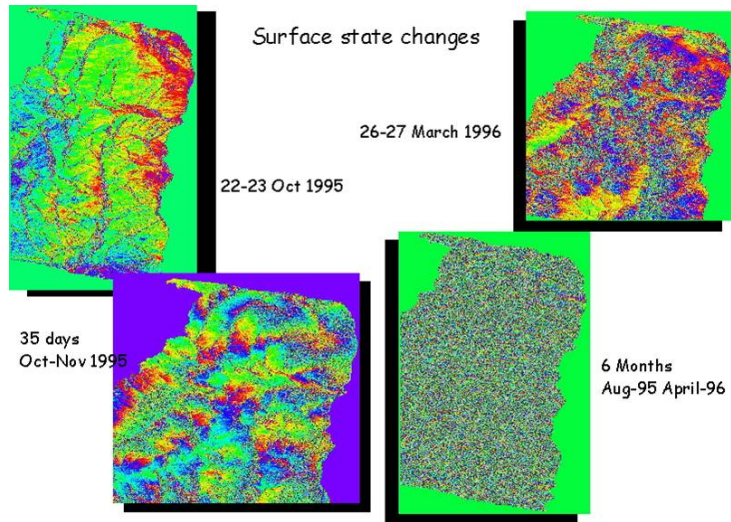 Surface state changes
26-27 March 1996
22-23 Oct 1995
35 days
Oct-Nov 1995
6 Months
Aug-95 April-96